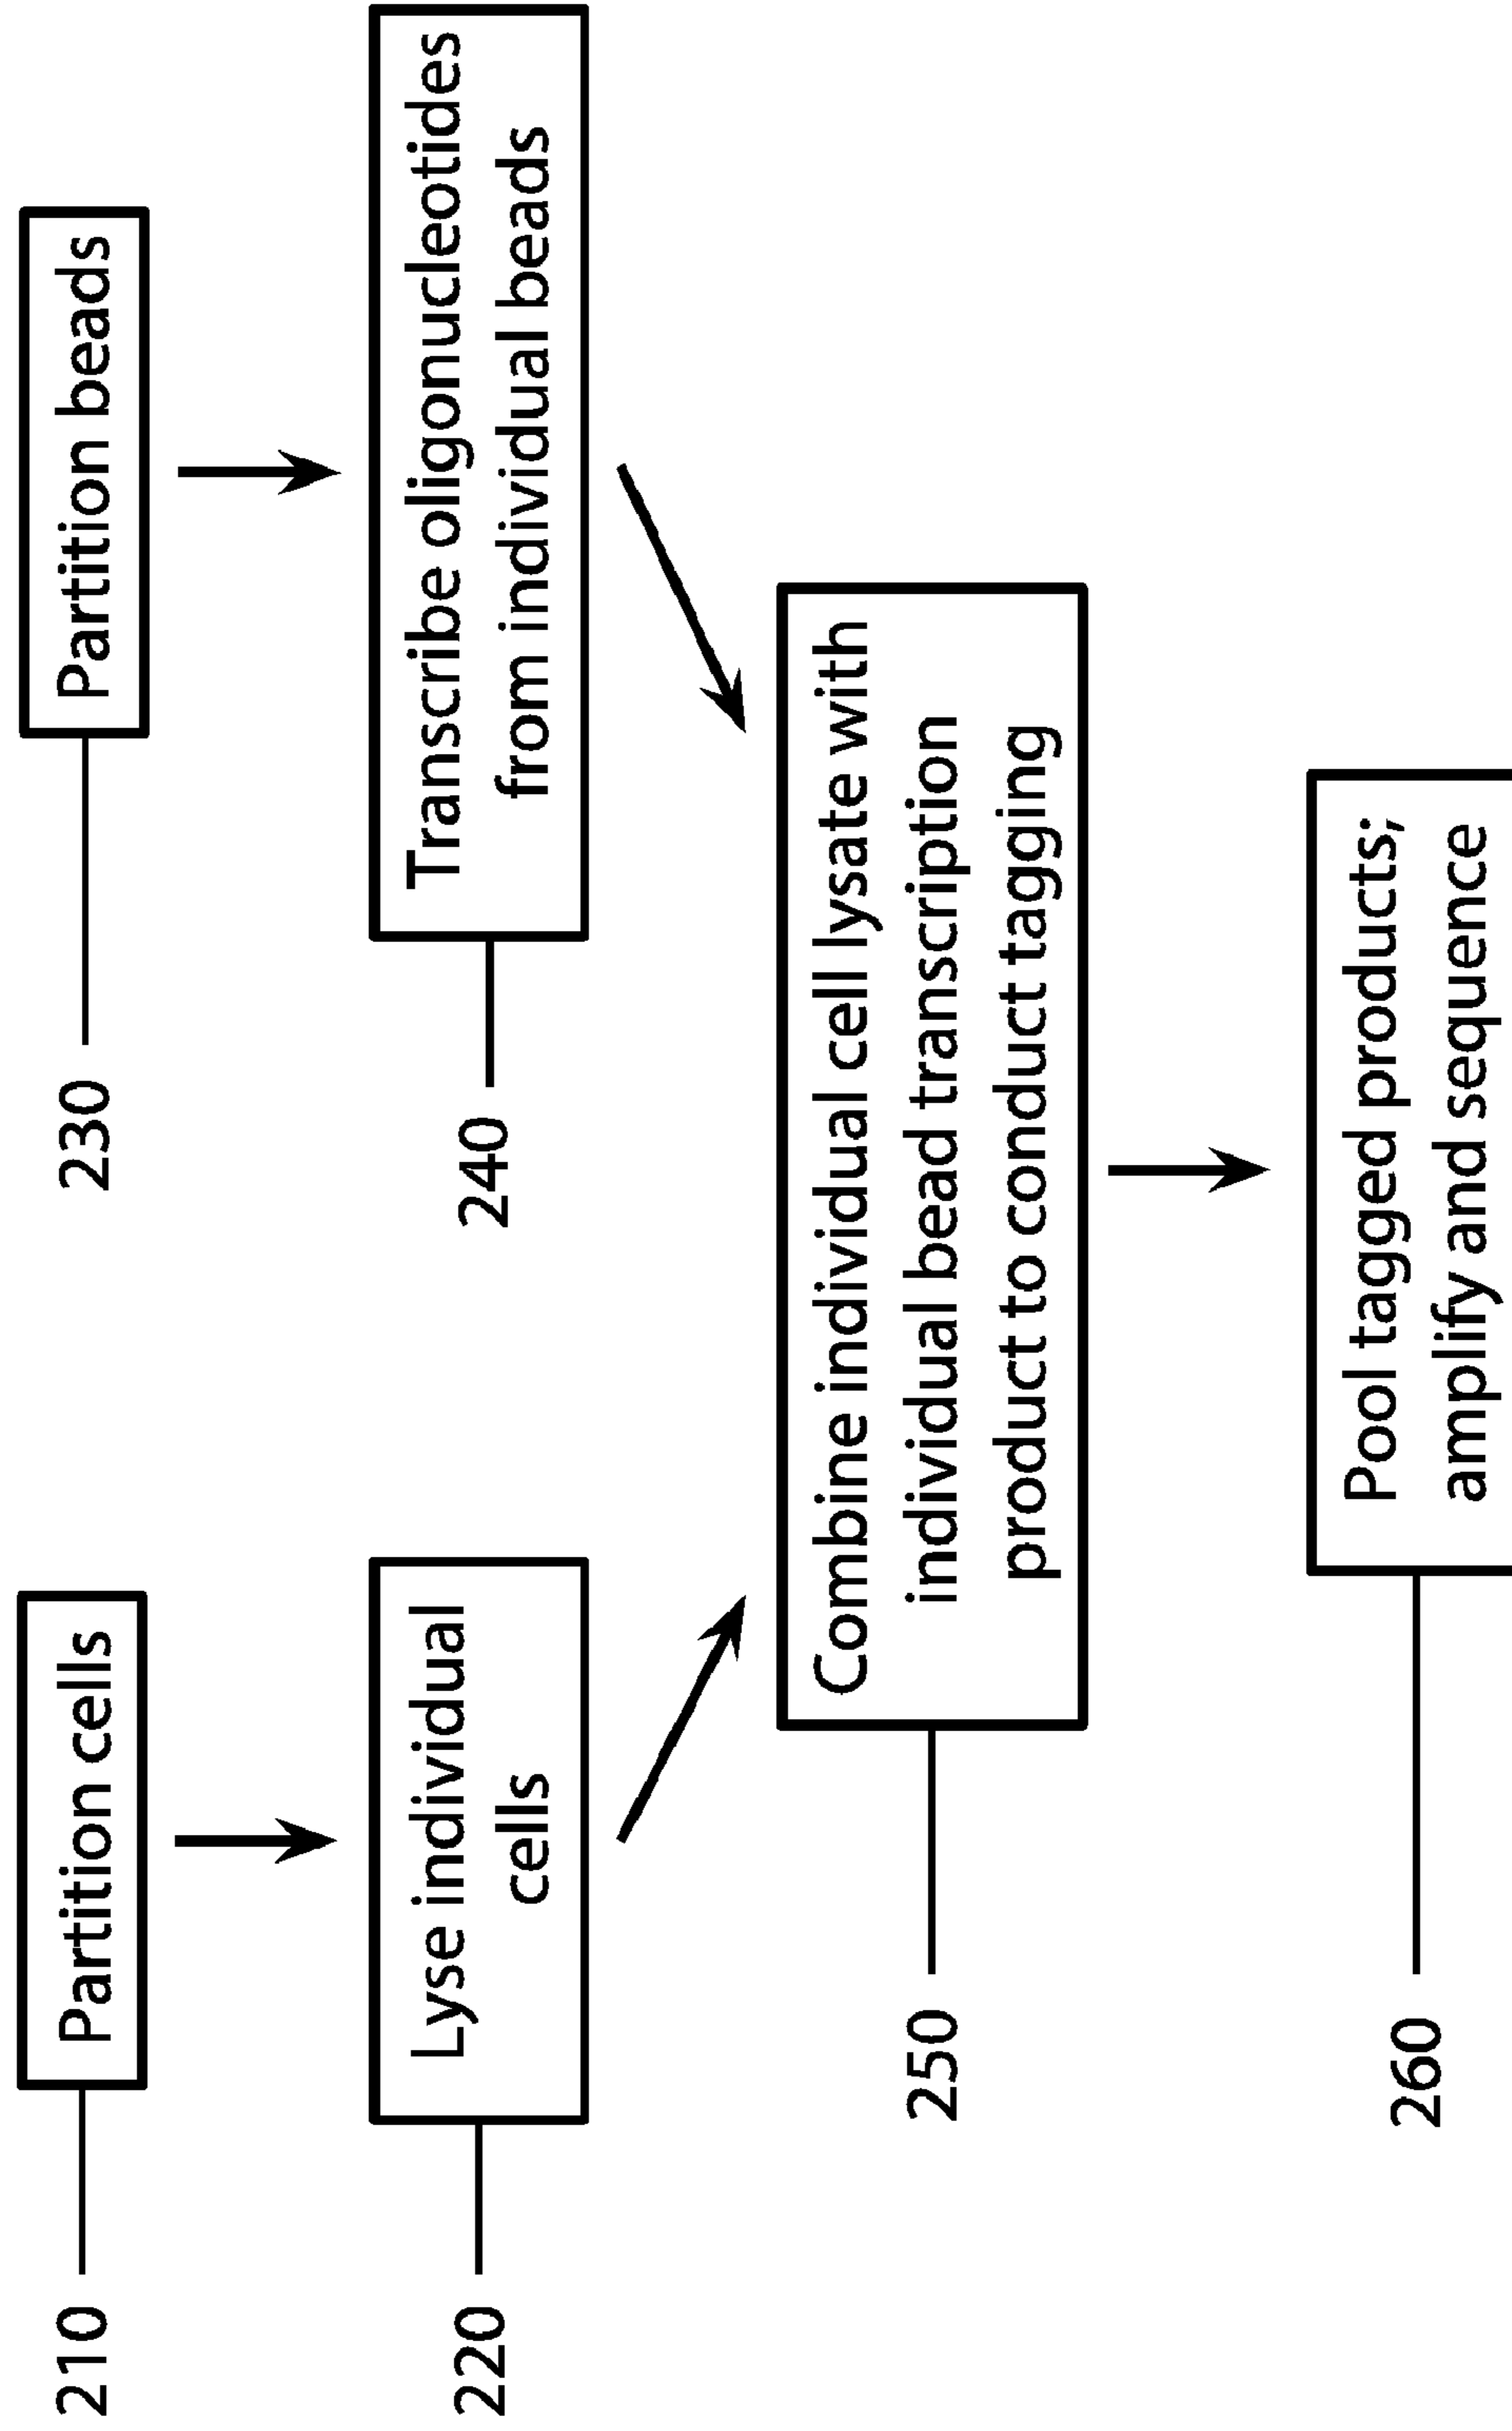 210
Partition cells
230
Partition beads
220
Lyse individual
cells
240
Transcribe oligonucleotides
from individual beads
250
Combine individual cell lysate with
individual bead transcription
product to conduct tagging
260
Pool tagged products;
amplify and sequence